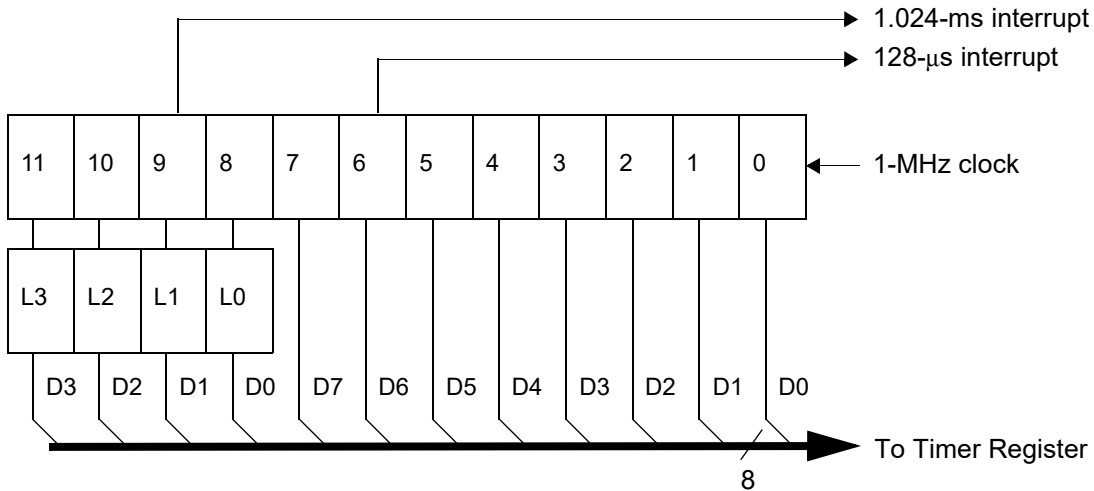 1.024-ms interrupt
128-μs interrupt
11 10 9 8 7 6 5 4 3 2 1 0
1-MHz clock
L3 L2 L1 L0
D3 D2 D1 D0 D7 D6 D5 D4 D3 D2 D1 D0
To Timer Register
8